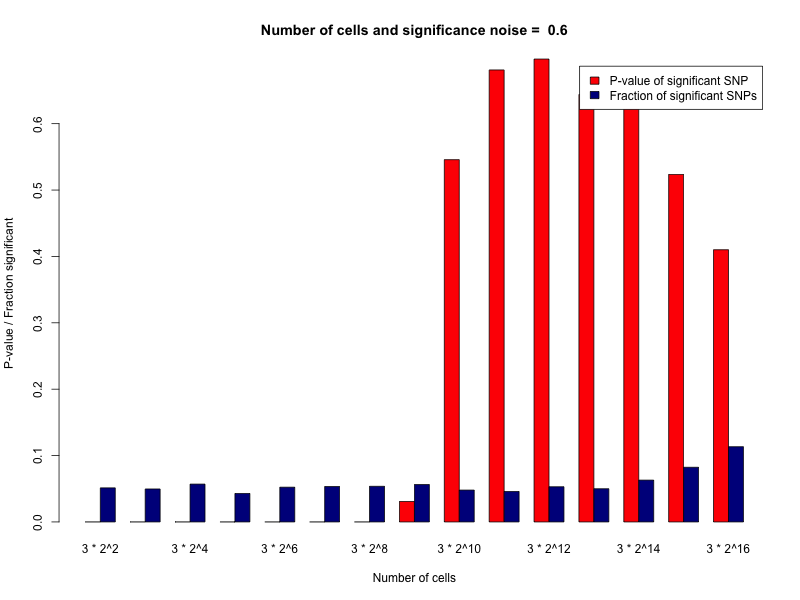 Number of cells and significance noise =  0.6
P-value of significant SNP
Fraction of significant SNPs
P-value / Fraction significant
0.6
0.5
0.4
0.3
0.2
0.1
0.0
3 * 2^2 3 * 2^4 3 * 2^6 3 * 2^8 3 * 2^10 3 * 2^12 3 * 2^14 3 * 2^16
Number of cells